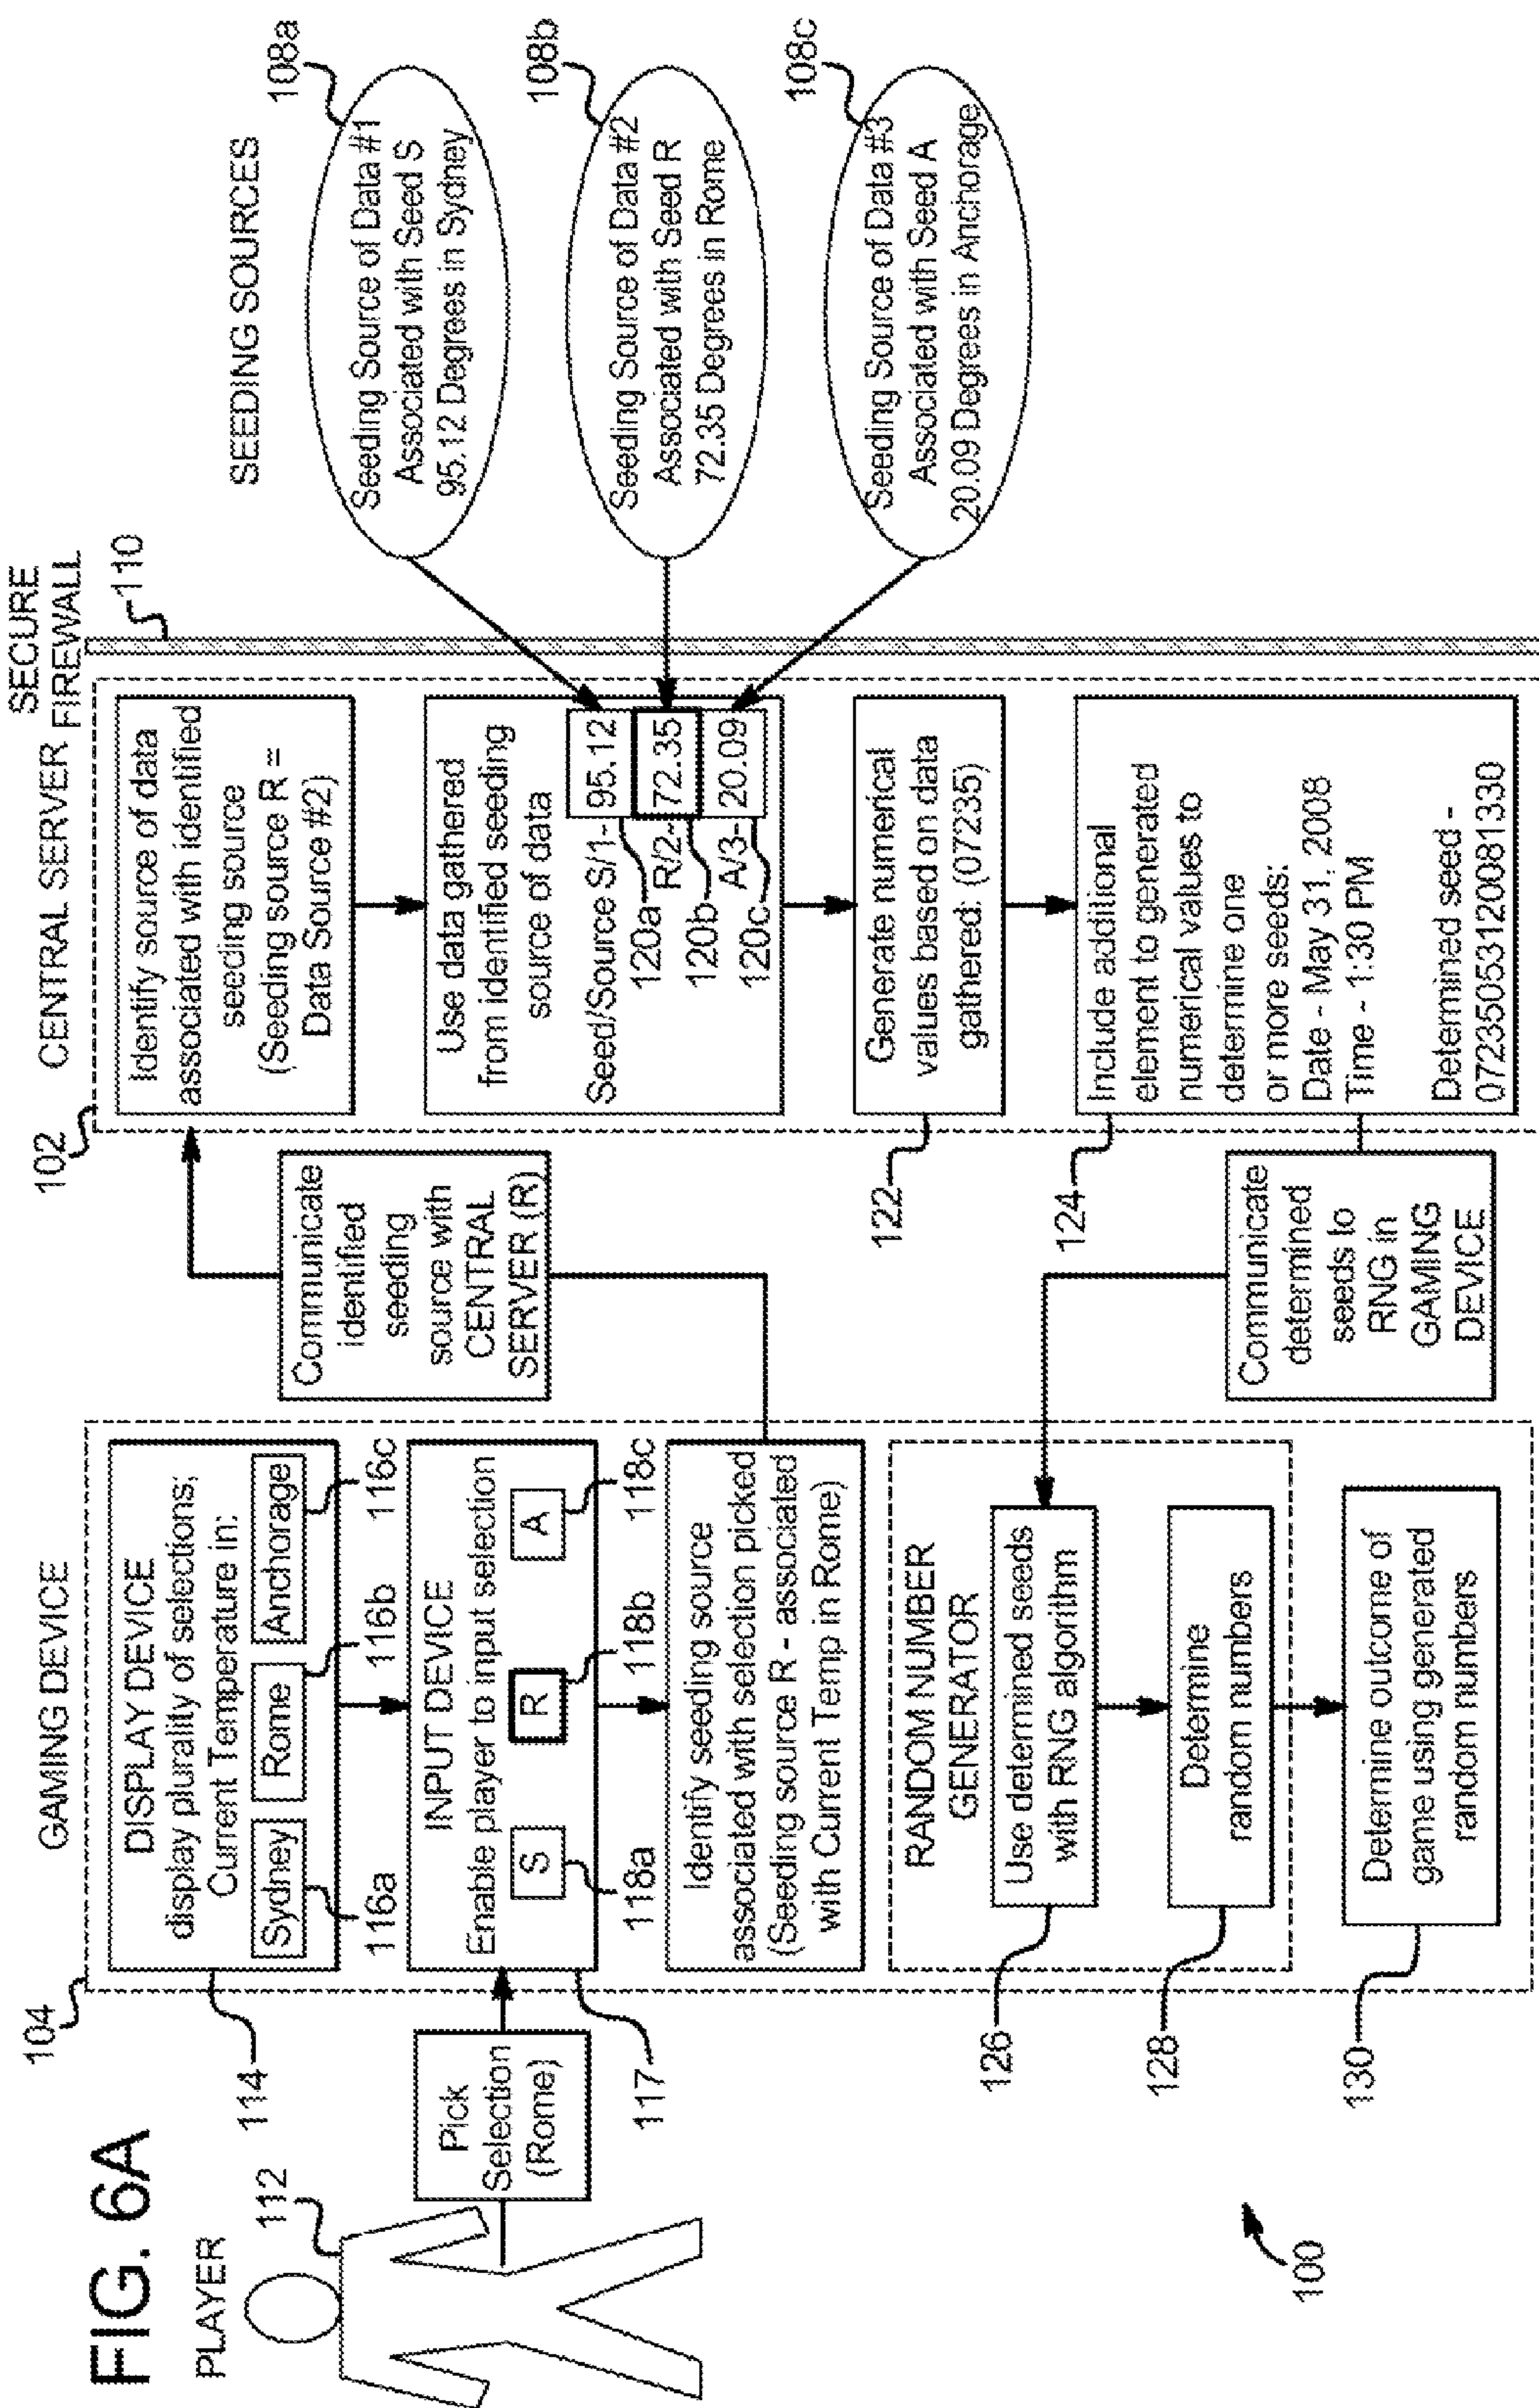 FIG. 6A
PLAYER
112
Pick
Selection
(Rome)
100
GAMING DEVICE
104
DISPLAY DEVICE
display plurality of selections;
Current Temperature in:
Sydney
Rome
Anchorage
114
116a
116b
116c
INPUT DEVICE
Enable player to input selection
S
R
A
117
118a
118b
118c
Identify seeding source
associated with selection picked
(Seeding source R - associated
with Current Temp in Rome)
RANDOM NUMBER
GENERATOR
Use determined seeds
with RNG algorithm
126
Determine
random numbers
128
Determine outcome of
game using generated
random numbers
130
Communicate
identified
seeding
source with
CENTRAL
SERVER (R)
Communicate
determined
seeds to
RNG in
GAMING
DEVICE
CENTRAL SERVER
102
Identify source of data
associated with identified
seeding source
(Seeding source R =
Data Source #2)
Use data gathered
from identified seeding
source of data
Seed/Source S/1- 95.12
120a
R/2- 72.35
120b
A/3- 20.09
120c
Generate numerical
values based on data
gathered: (07235)
122
Include additional
element to generated
numerical values to
determine one
or more seeds:
Date - May 31, 2008
Time - 1:30 PM
Determined seed -
07235053120081330
124
SECURE
FIREWALL
110
SEEDING SOURCES
Seeding Source of Data #1
Associated with Seed S
95.12 Degrees in Sydney
108a
Seeding Source of Data #2
Associated with Seed R
72.35 Degrees in Rome
108b
Seeding Source of Data #3
Associated with Seed A
20.09 Degrees in Anchorage
108c